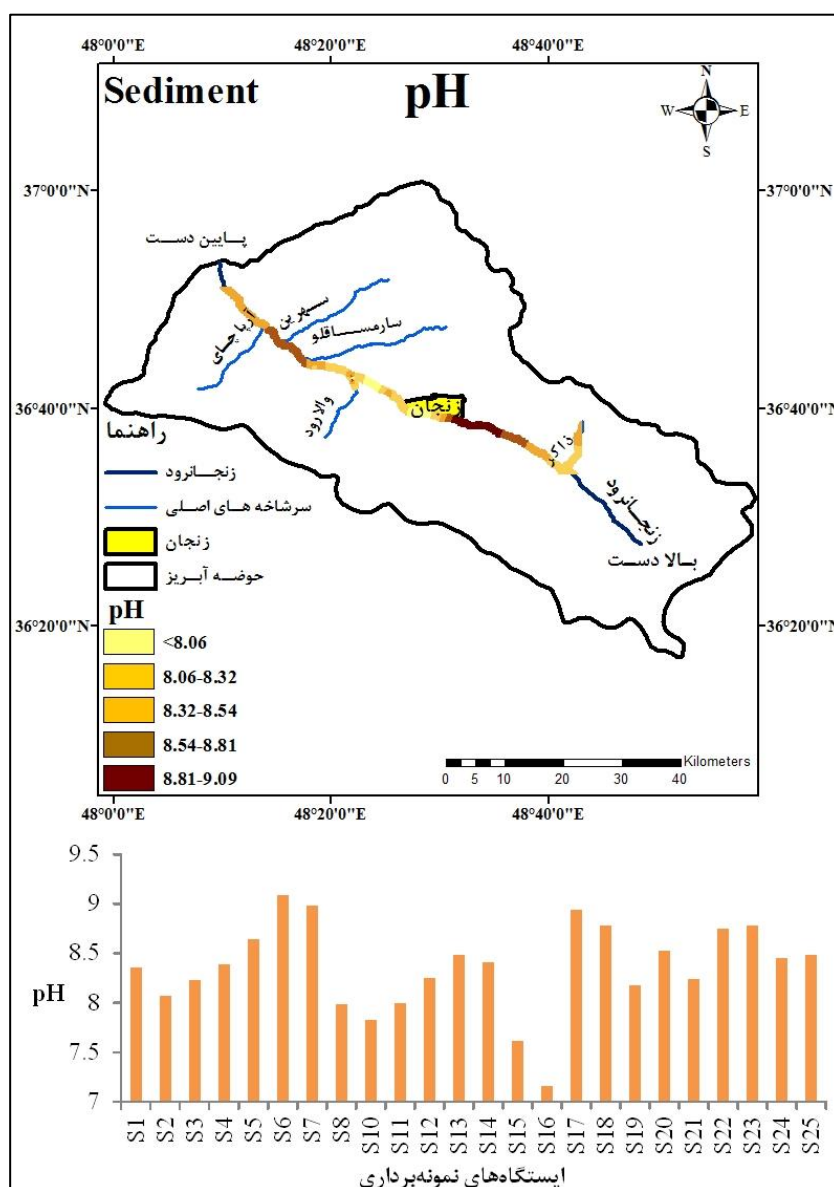 48°0'0"E 48°20'0"E 48°40'0"E
Sediment pH
N
W E
S
37°0'0"N 37°0'0"N
پایین دست
سهرین
سارمساقلو
آرپا چای
36°40'0"N 36°40'0"N
والارود
زنجان
ذاکر
زنجانرود
بالا دست
راهنما
زنجانرود
سرشاخه های اصلی
زنجان
حوضه آبریز
36°20'0"N 36°20'0"N
pH
<8.06
8.06-8.32
8.32-8.54
8.54-8.81
8.81-9.09
Kilometers
0 5 10 20 30 40
48°0'0"E 48°20'0"E 48°40'0"E
9.5
9
8.5
8
7.5
7
pH
S1 S2 S3 S4 S5 S6 S7 S8 S10 S11 S12 S13 S14 S15 S16 S17 S18 S19 S20 S21 S22 S23 S24 S25
ایستگاه‌های نمونه‌برداری